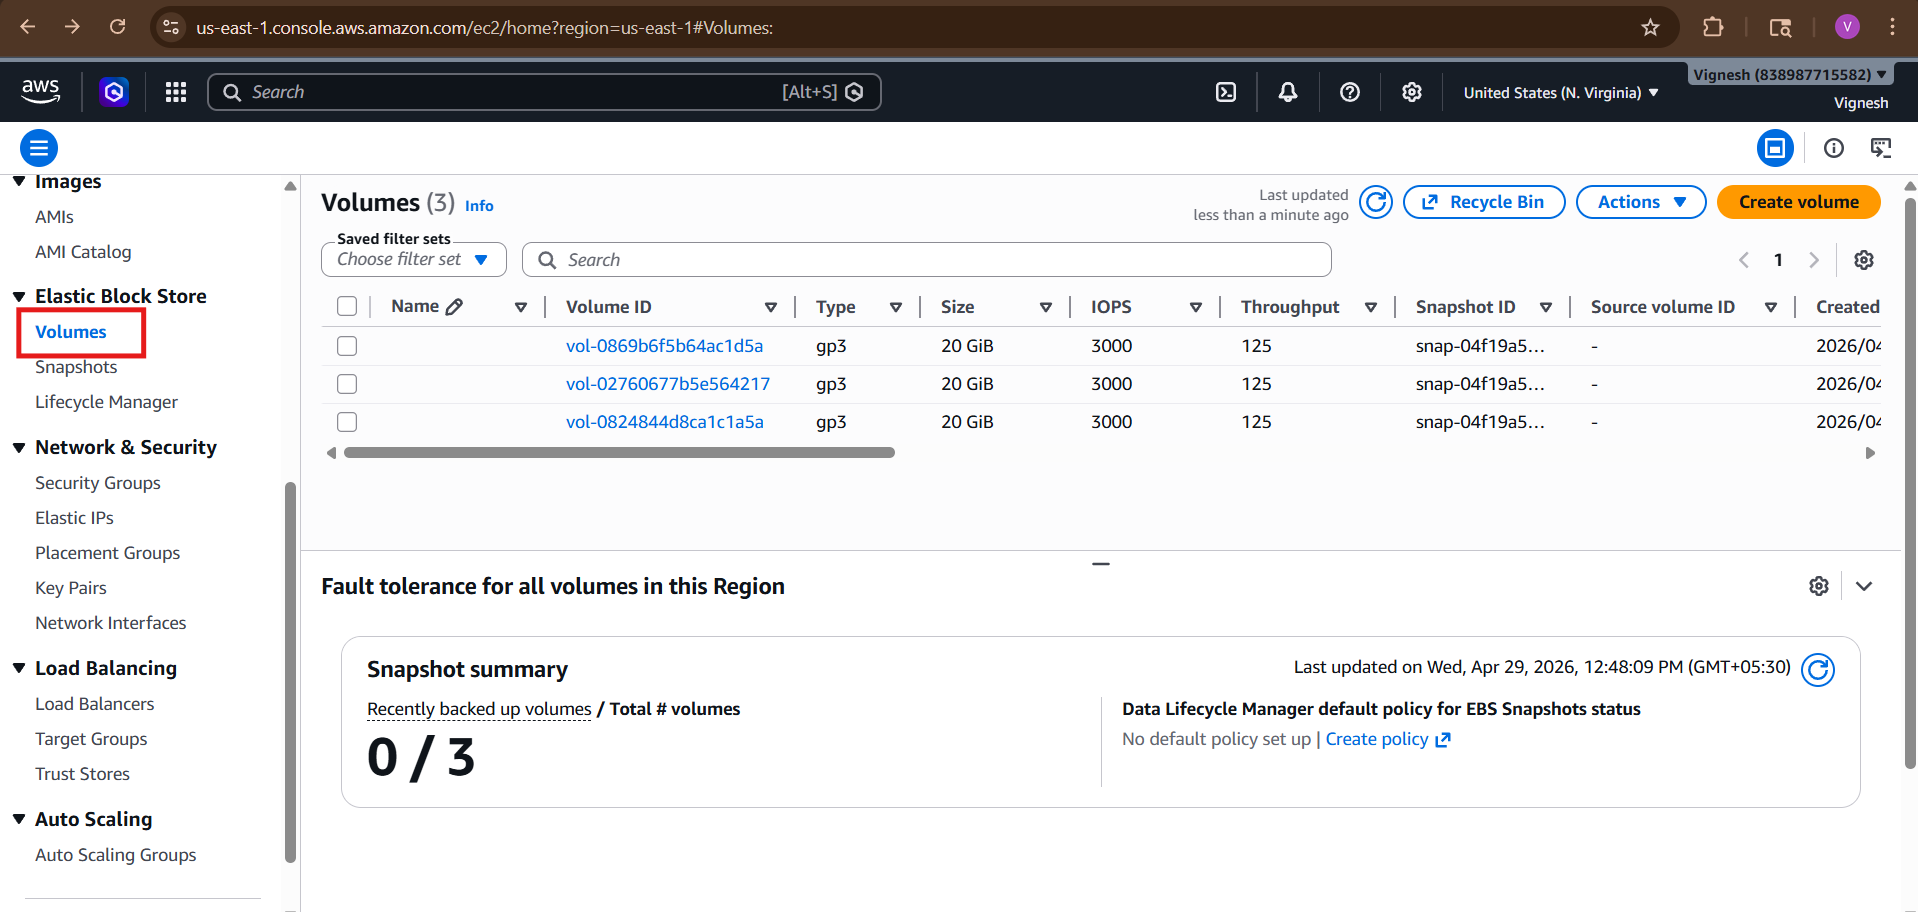 us-east-1.console.aws.amazon.com/ec2/home?region=us-east-1#Volumes:
V
aws
Search
[Alt+S]
United States (N. Virginia)
Vignesh (838987715582)
Vignesh
Images
AMIs
AMI Catalog
Elastic Block Store
Volumes
Snapshots
Lifecycle Manager
Network & Security
Security Groups
Elastic IPs
Placement Groups
Key Pairs
Network Interfaces
Load Balancing
Load Balancers
Target Groups
Trust Stores
Auto Scaling
Auto Scaling Groups
Volumes (3) Info
Last updated
less than a minute ago
Recycle Bin
Actions
Create volume
Saved filter sets
Choose filter set
Search
1
Name Volume ID Type Size IOPS Throughput Snapshot ID Source volume ID Created
vol-0869b6f5b64ac1d5a gp3 20 GiB 3000 125 snap-04f19a5... - 2026/04
vol-02760677b5e564217 gp3 20 GiB 3000 125 snap-04f19a5... - 2026/04
vol-0824844d8ca1c1a5a gp3 20 GiB 3000 125 snap-04f19a5... - 2026/04
Fault tolerance for all volumes in this Region
Snapshot summary
Last updated on Wed, Apr 29, 2026, 12:48:09 PM (GMT+05:30)
Recently backed up volumes / Total # volumes
0 / 3
Data Lifecycle Manager default policy for EBS Snapshots status
No default policy set up | Create policy